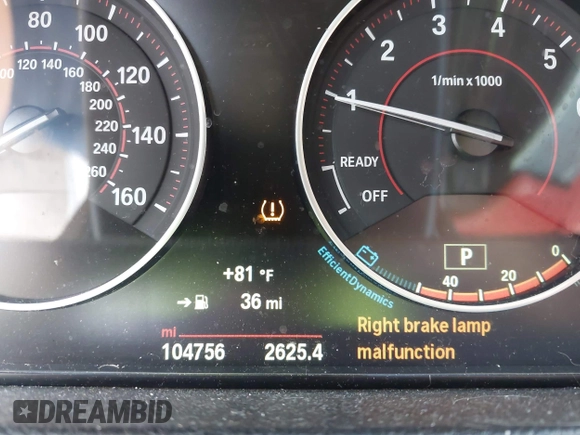 80
100
120
140
160
100
120 140
160
180
200
220
240
260
1
2
3
4
5
1/min x 1000
READY
OFF
P
EfficientDynamics
40
20
0
+81 °F
36 mi
mi
104756
2625.4
Right brake lamp
malfunction
DREAMBID